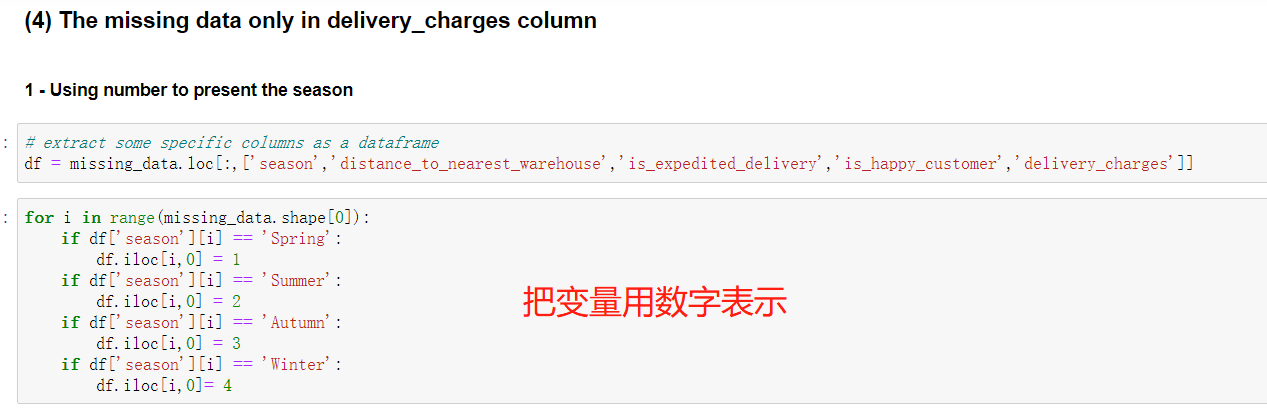 (4) The missing data only in delivery_charges column
1 - Using number to present the season
: # extract some specific columns as a dataframe
df = missing_data.loc[:,['season','distance_to_nearest_warehouse','is_expedited_delivery','is_happy_customer','delivery_charges']]
: for i in range(missing_data.shape[0]):
    if df['season'][i] == 'Spring':
        df.iloc[i,0] = 1
    if df['season'][i] == 'Summer':
        df.iloc[i,0] = 2
    if df['season'][i] == 'Autumn':
        df.iloc[i,0] = 3
    if df['season'][i] == 'Winter':
        df.iloc[i,0]= 4
把变量用数字表示